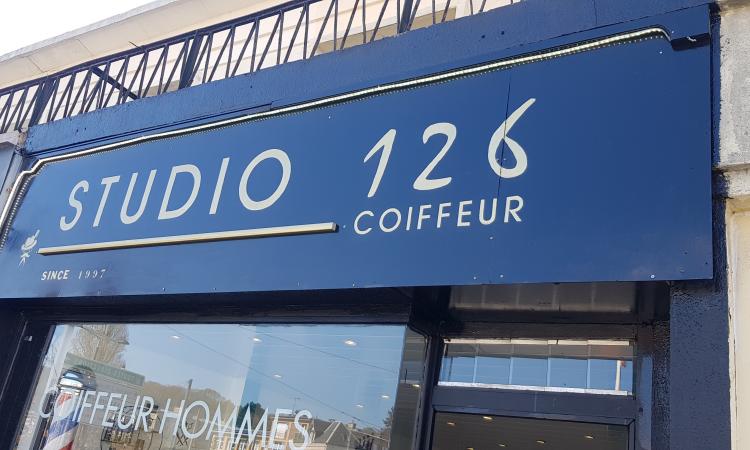 STUDIO 126
COIFFEUR
SINCE 1997
COIFFEUR HOMMES